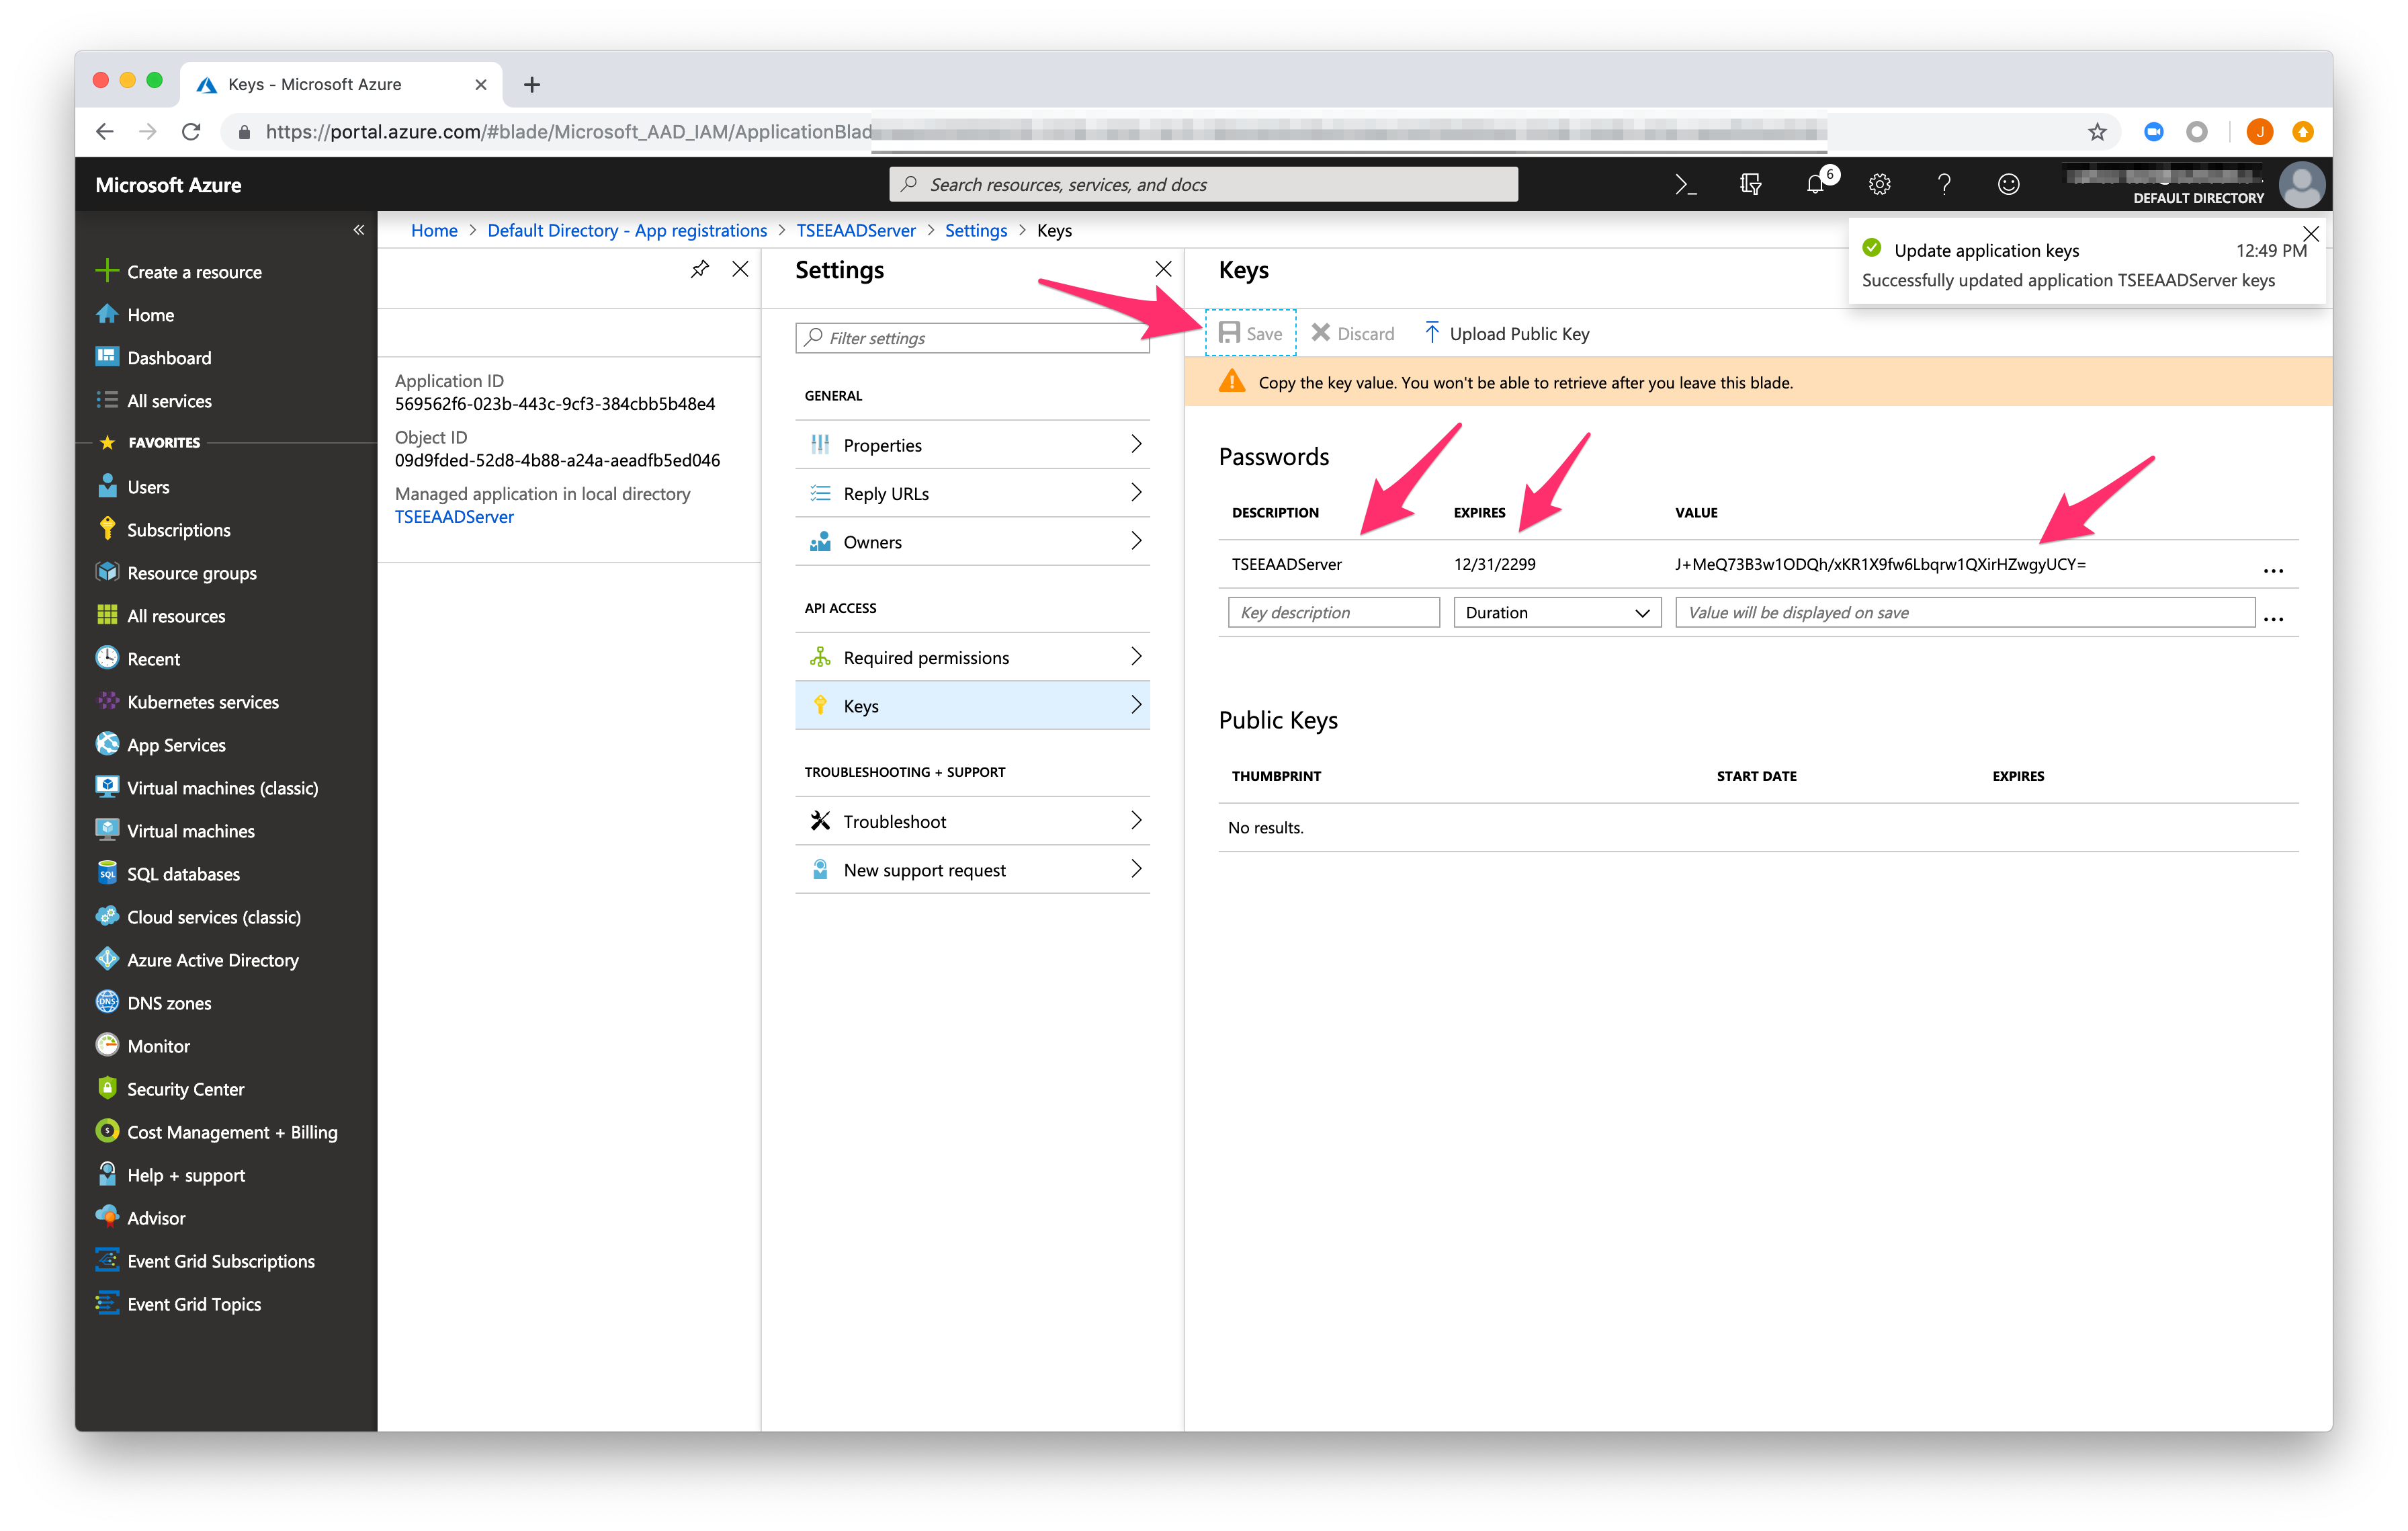 Keys - Microsoft Azure
https://portal.azure.com/#blade/Microsoft_AAD_IAM/ApplicationBlad
J
Microsoft Azure
Search resources, services, and docs
6
DEFAULT DIRECTORY
Home > Default Directory - App registrations > TSEEAADServer > Settings > Keys
Update application keys 12:49 PM
Successfully updated application TSEEAADServer keys
Create a resource
Home
Dashboard
All services
FAVORITES
Users
Subscriptions
Resource groups
All resources
Recent
Kubernetes services
App Services
Virtual machines (classic)
Virtual machines
SQL databases
Cloud services (classic)
Azure Active Directory
DNS zones
Monitor
Security Center
Cost Management + Billing
Help + support
Advisor
Event Grid Subscriptions
Event Grid Topics
Application ID
569562f6-023b-443c-9cf3-384cbb5b48e4
Object ID
09d9fded-52d8-4b88-a24a-aeadfb5ed046
Managed application in local directory
TSEEAADServer
Settings
Filter settings
GENERAL
Properties
Reply URLs
Owners
API ACCESS
Required permissions
Keys
TROUBLESHOOTING + SUPPORT
Troubleshoot
New support request
Keys
Save Discard Upload Public Key
Copy the key value. You won't be able to retrieve after you leave this blade.
Passwords
DESCRIPTION EXPIRES VALUE
TSEEAADServer 12/31/2299 J+MeQ73B3w1ODQh/xKR1X9fw6Lbqrw1QXirHZwgyUCY= ...
Key description Duration Value will be displayed on save ...
Public Keys
THUMBPRINT START DATE EXPIRES
No results.